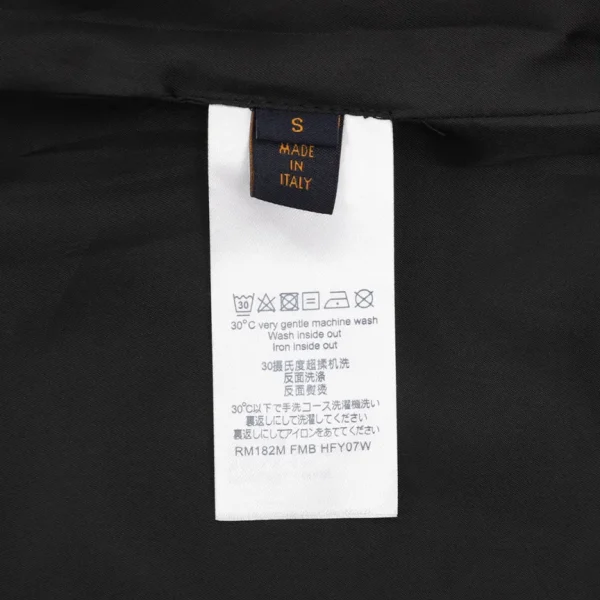 S
MADE
IN
ITALY
30
30°C very gentle machine wash
Wash inside out
Iron inside out
30摄氏度超揉机洗
反面洗涤
反面熨烫
30℃以下で手洗コース洗濯機洗い
裏返しにして洗濯して下さい
裏返しにしてアイロンをあててください
RM182M FMB HFY07W